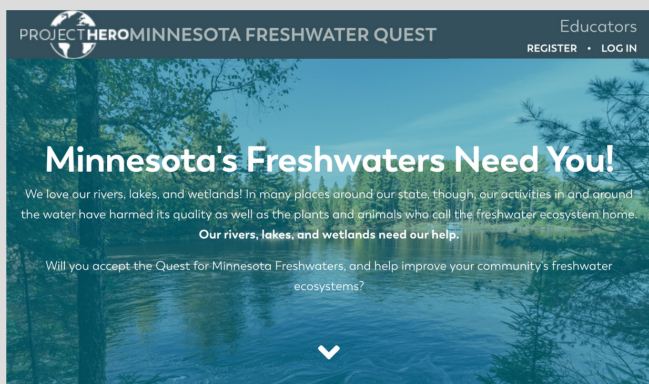 PROJECTHERO MINNESOTA FRESHWATER QUEST
Educators
REGISTER • LOG IN
Minnesota's Freshwaters Need You!
We love our rivers, lakes, and wetlands! In many places around our state, though, our activities in and around
the water have harmed its quality as well as the plants and animals who call the freshwater ecosystem home.
Our rivers, lakes, and wetlands need our help.
Will you accept the Quest for Minnesota Freshwaters, and help improve your community's freshwater
ecosystems?